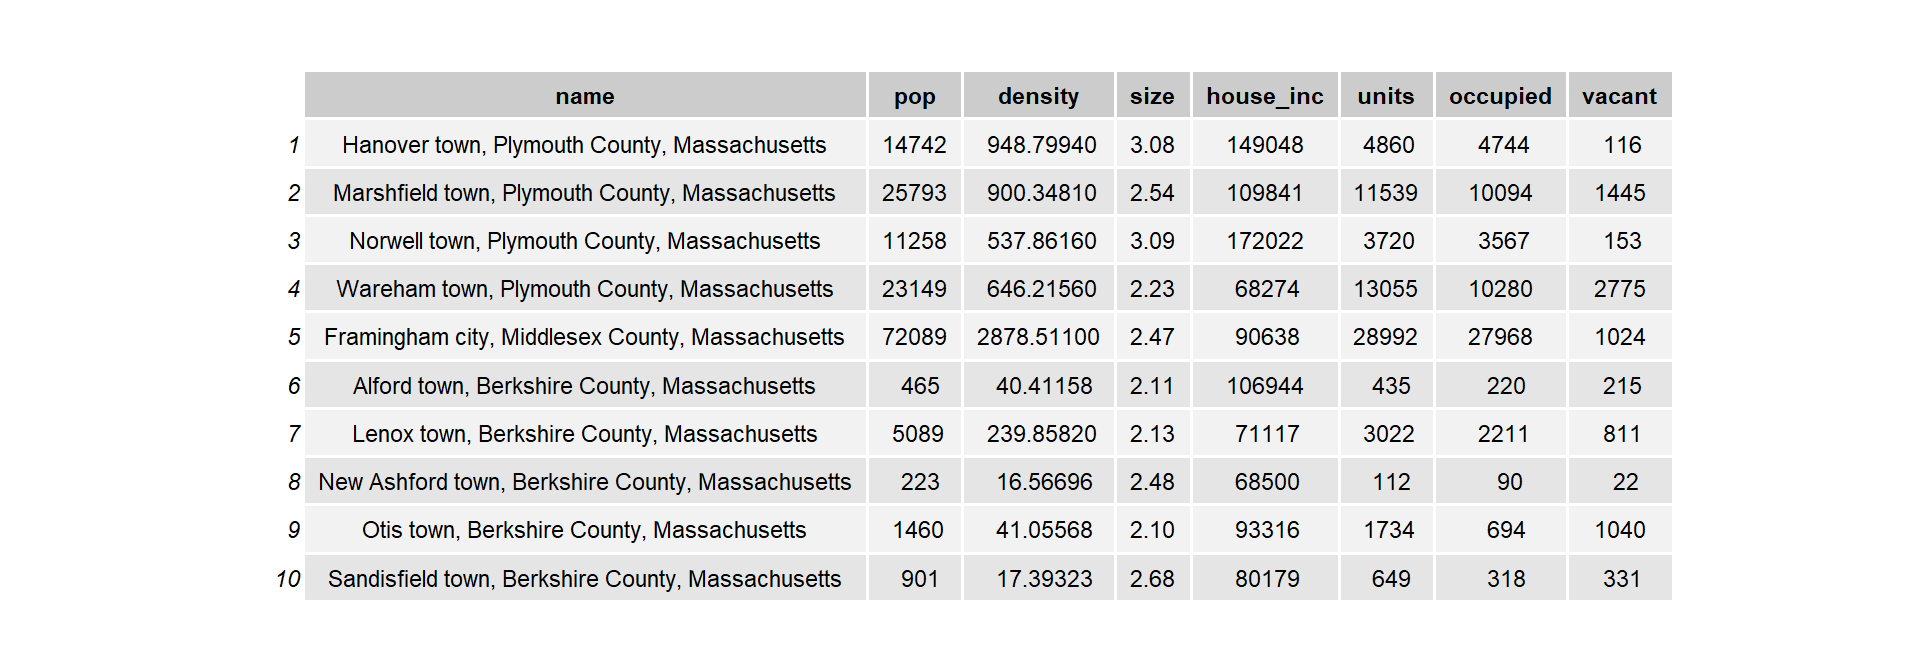 name pop density size house_inc units occupied vacant
1 Hanover town, Plymouth County, Massachusetts 14742 948.79940 3.08 149048 4860 4744 116
2 Marshfield town, Plymouth County, Massachusetts 25793 900.34810 2.54 109841 11539 10094 1445
3 Norwell town, Plymouth County, Massachusetts 11258 537.86160 3.09 172022 3720 3567 153
4 Wareham town, Plymouth County, Massachusetts 23149 646.21560 2.23 68274 13055 10280 2775
5 Framingham city, Middlesex County, Massachusetts 72089 2878.51100 2.47 90638 28992 27968 1024
6 Alford town, Berkshire County, Massachusetts 465 40.41158 2.11 106944 435 220 215
7 Lenox town, Berkshire County, Massachusetts 5089 239.85820 2.13 71117 3022 2211 811
8 New Ashford town, Berkshire County, Massachusetts 223 16.56696 2.48 68500 112 90 22
9 Otis town, Berkshire County, Massachusetts 1460 41.05568 2.10 93316 1734 694 1040
10 Sandisfield town, Berkshire County, Massachusetts 901 17.39323 2.68 80179 649 318 331